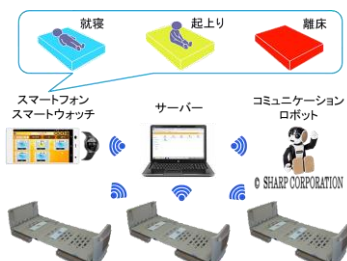 就寝 起上り 離床
スマートフォン
スマートウォッチ
サーバー
コミュニケーション
ロボット
© SHARP CORPORATION